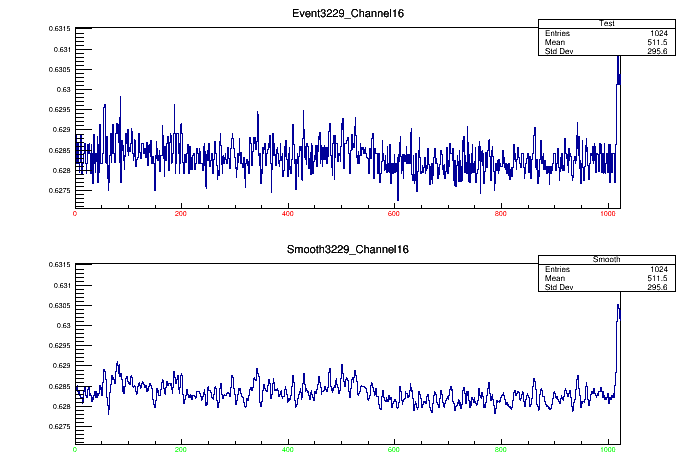 Event3229_Channel16
Test
Entries 1024
Mean 511.5
Std Dev 295.6
0.6315
0.631
0.6305
0.63
0.6295
0.629
0.6285
0.628
0.6275
0 200 400 600 800 1000
Smooth3229_Channel16
Smooth
Entries 1024
Mean 511.5
Std Dev 295.6
0.6315
0.631
0.6305
0.63
0.6295
0.629
0.6285
0.628
0.6275
0 200 400 600 800 1000